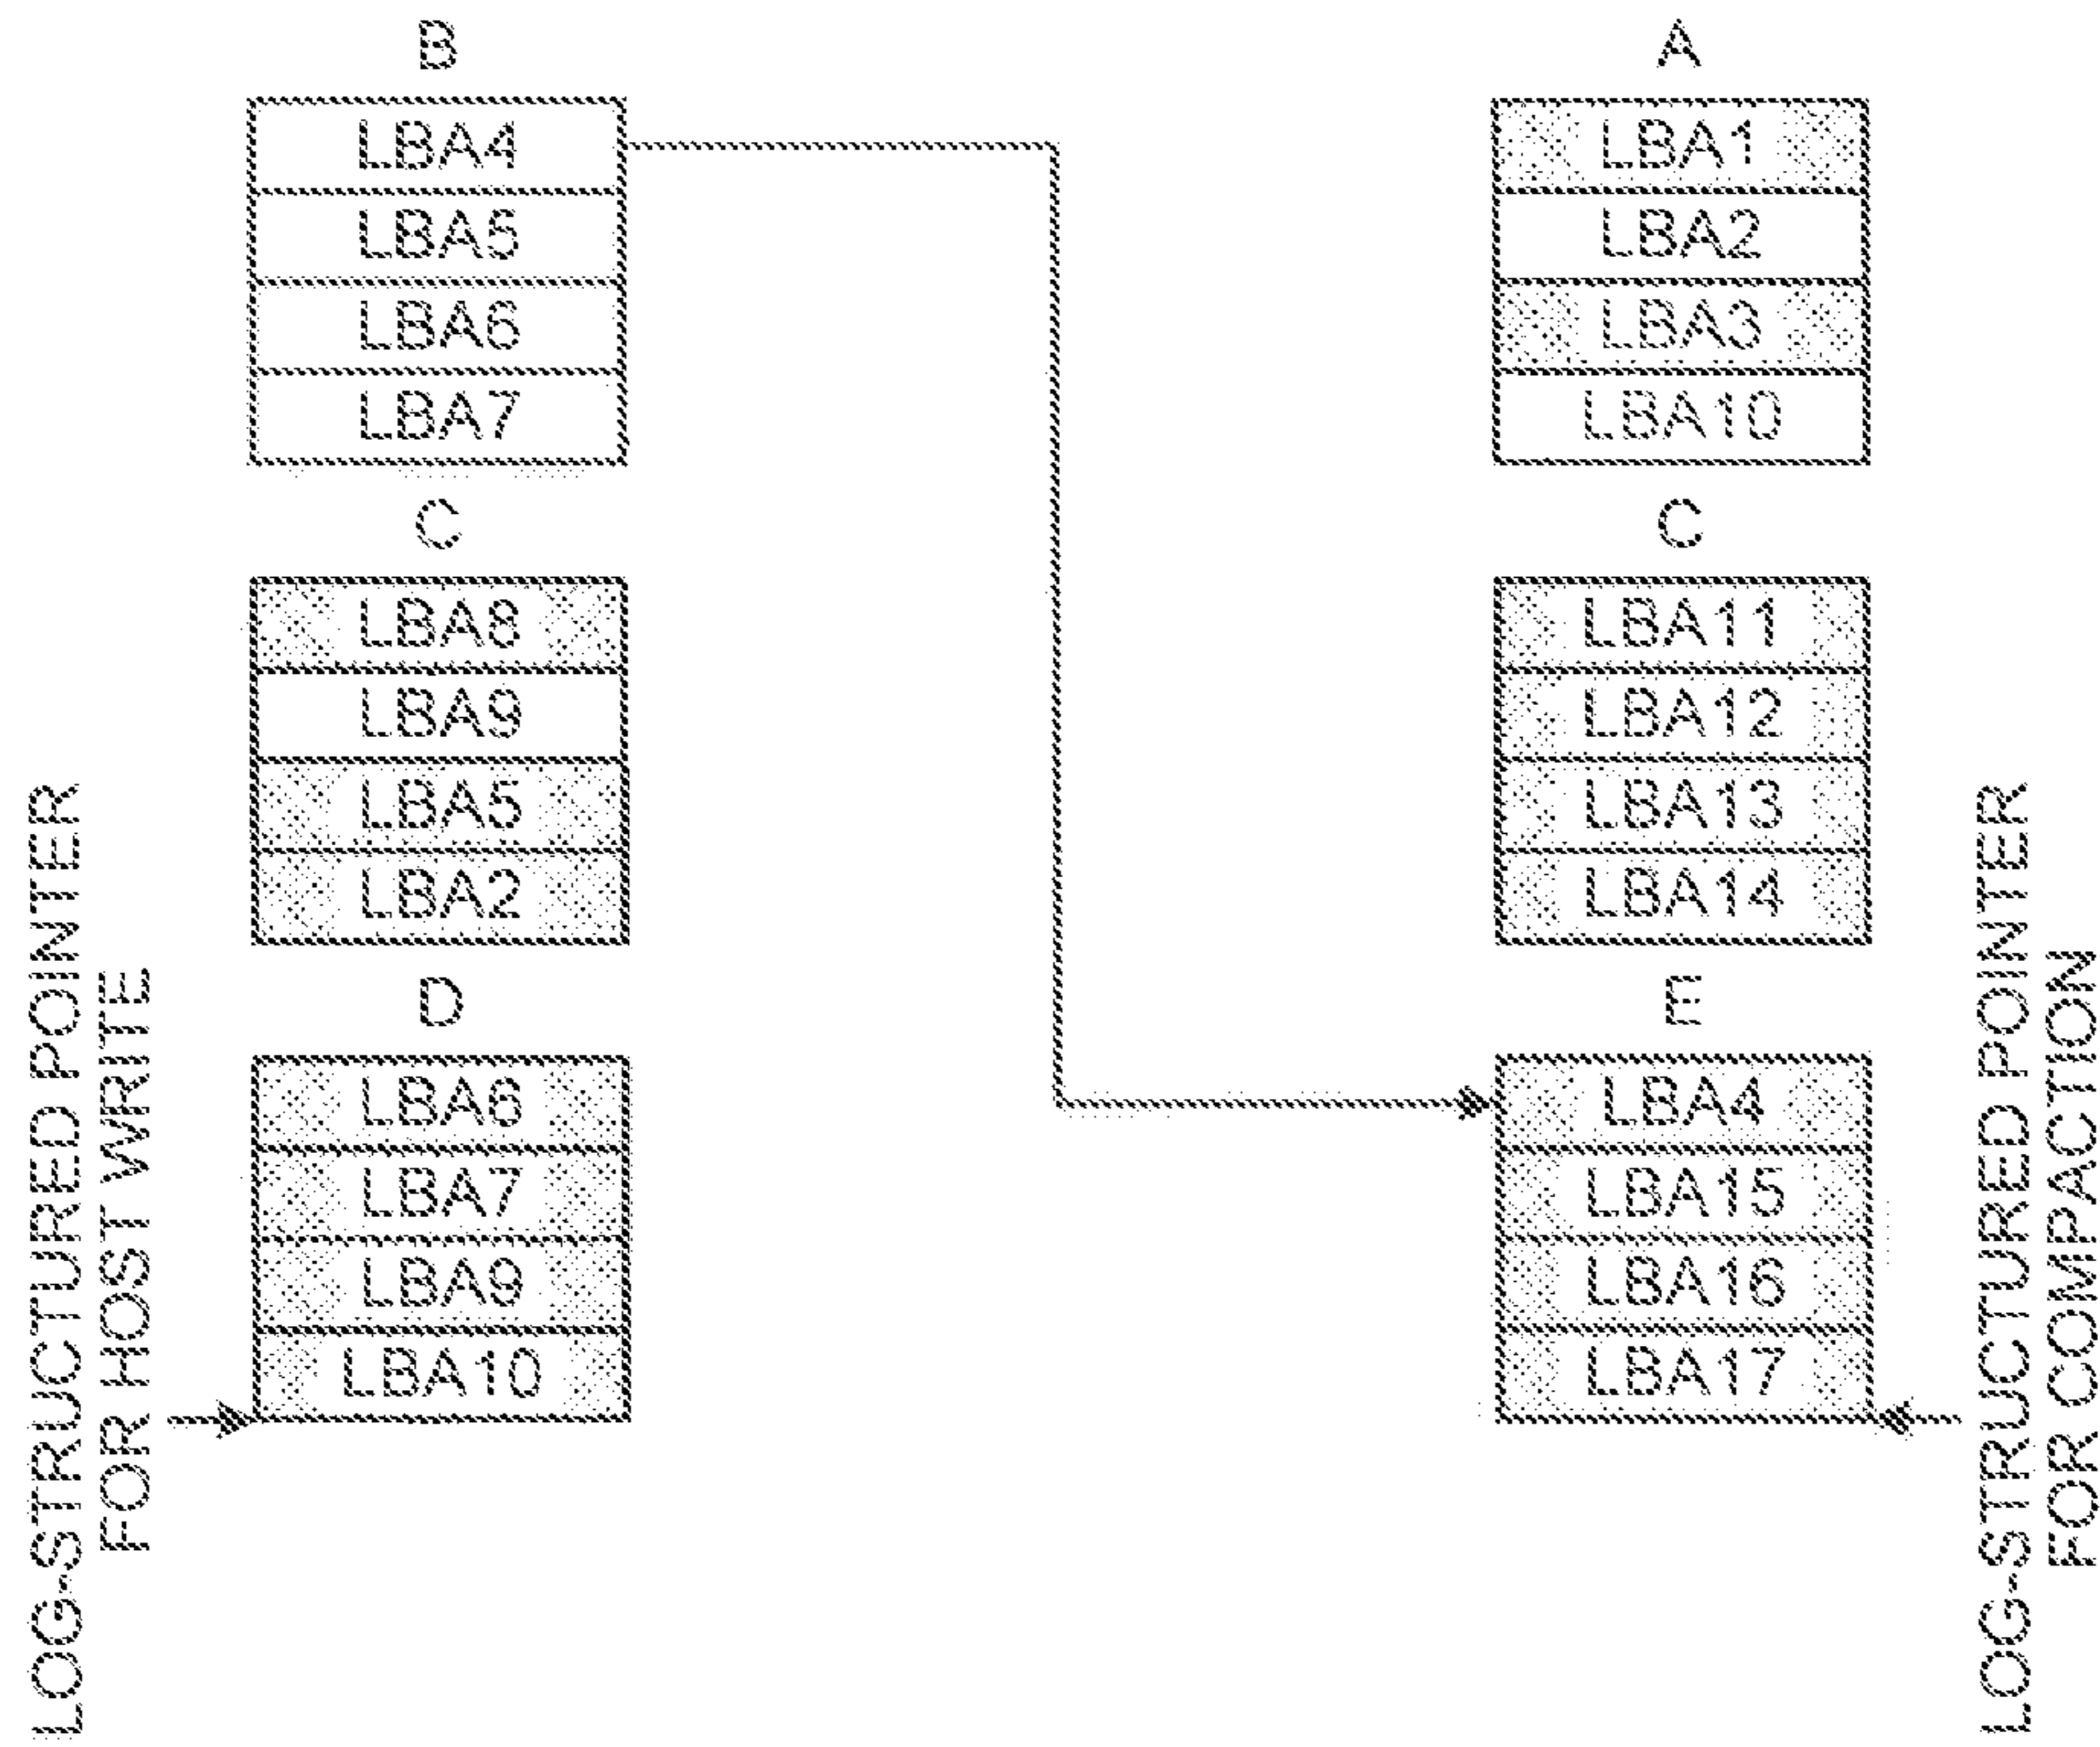 B
LBA4
LBA5
LBA6
LBA7
C
LBA8
LBA9
LBA5
LBA2
D
LBA6
LBA7
LBA9
LBA10
LOG-STRUCTURED POINTER
FOR HOST WRITE
A
LBA1
LBA2
LBA3
LBA10
C
LBA11
LBA12
LBA13
LBA14
E
LBA4
LBA15
LBA16
LBA17
LOG-STRUCTURED POINTER
FOR COMPACTION